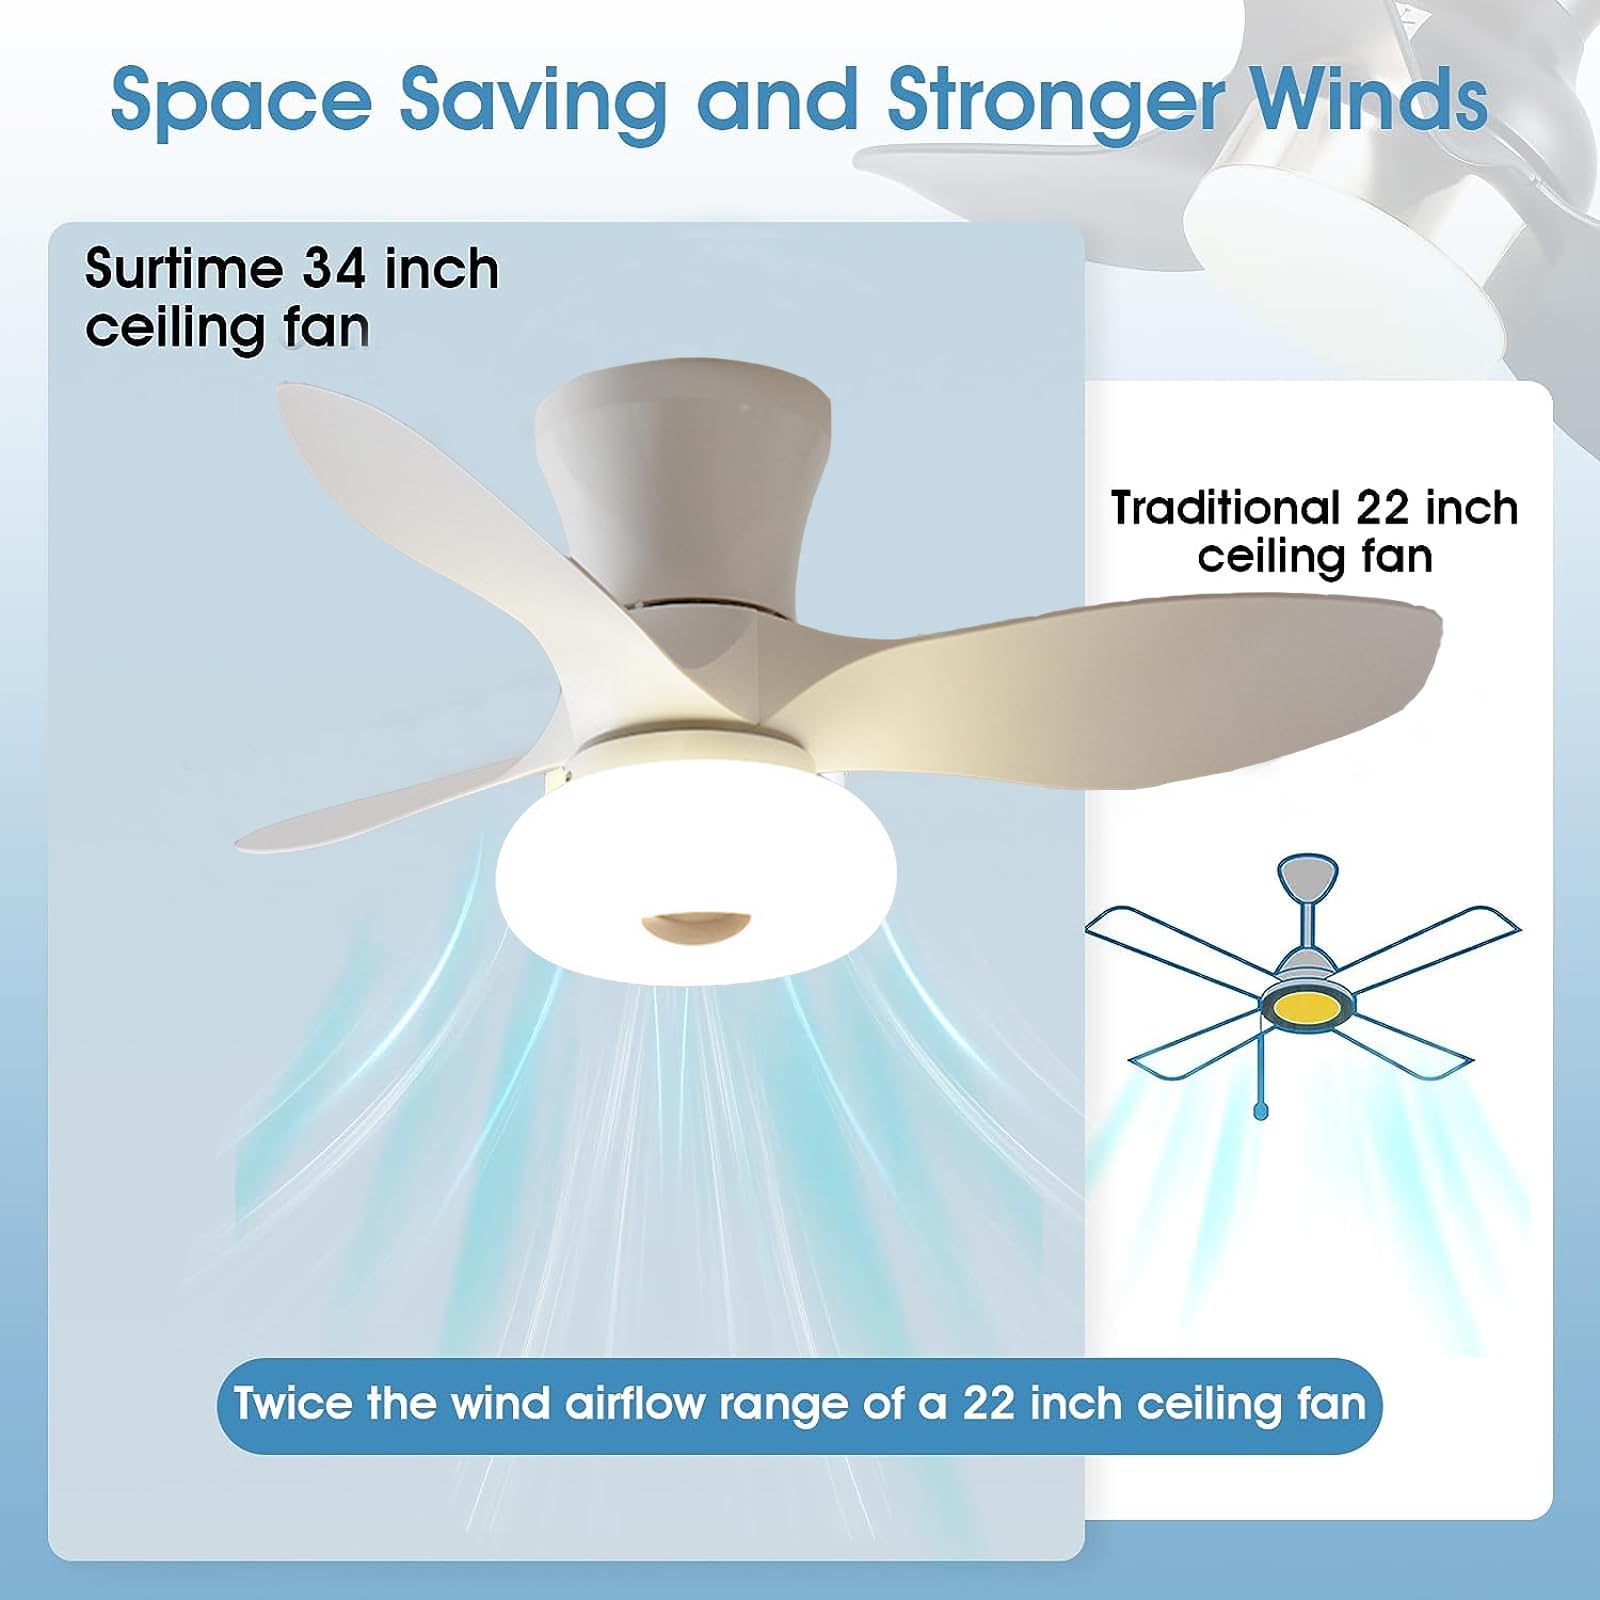 Space Saving and Stronger Winds
Surtime 34 inch
ceiling fan
Traditional 22 inch
ceiling fan
Twice the wind airflow range of a 22 inch ceiling fan